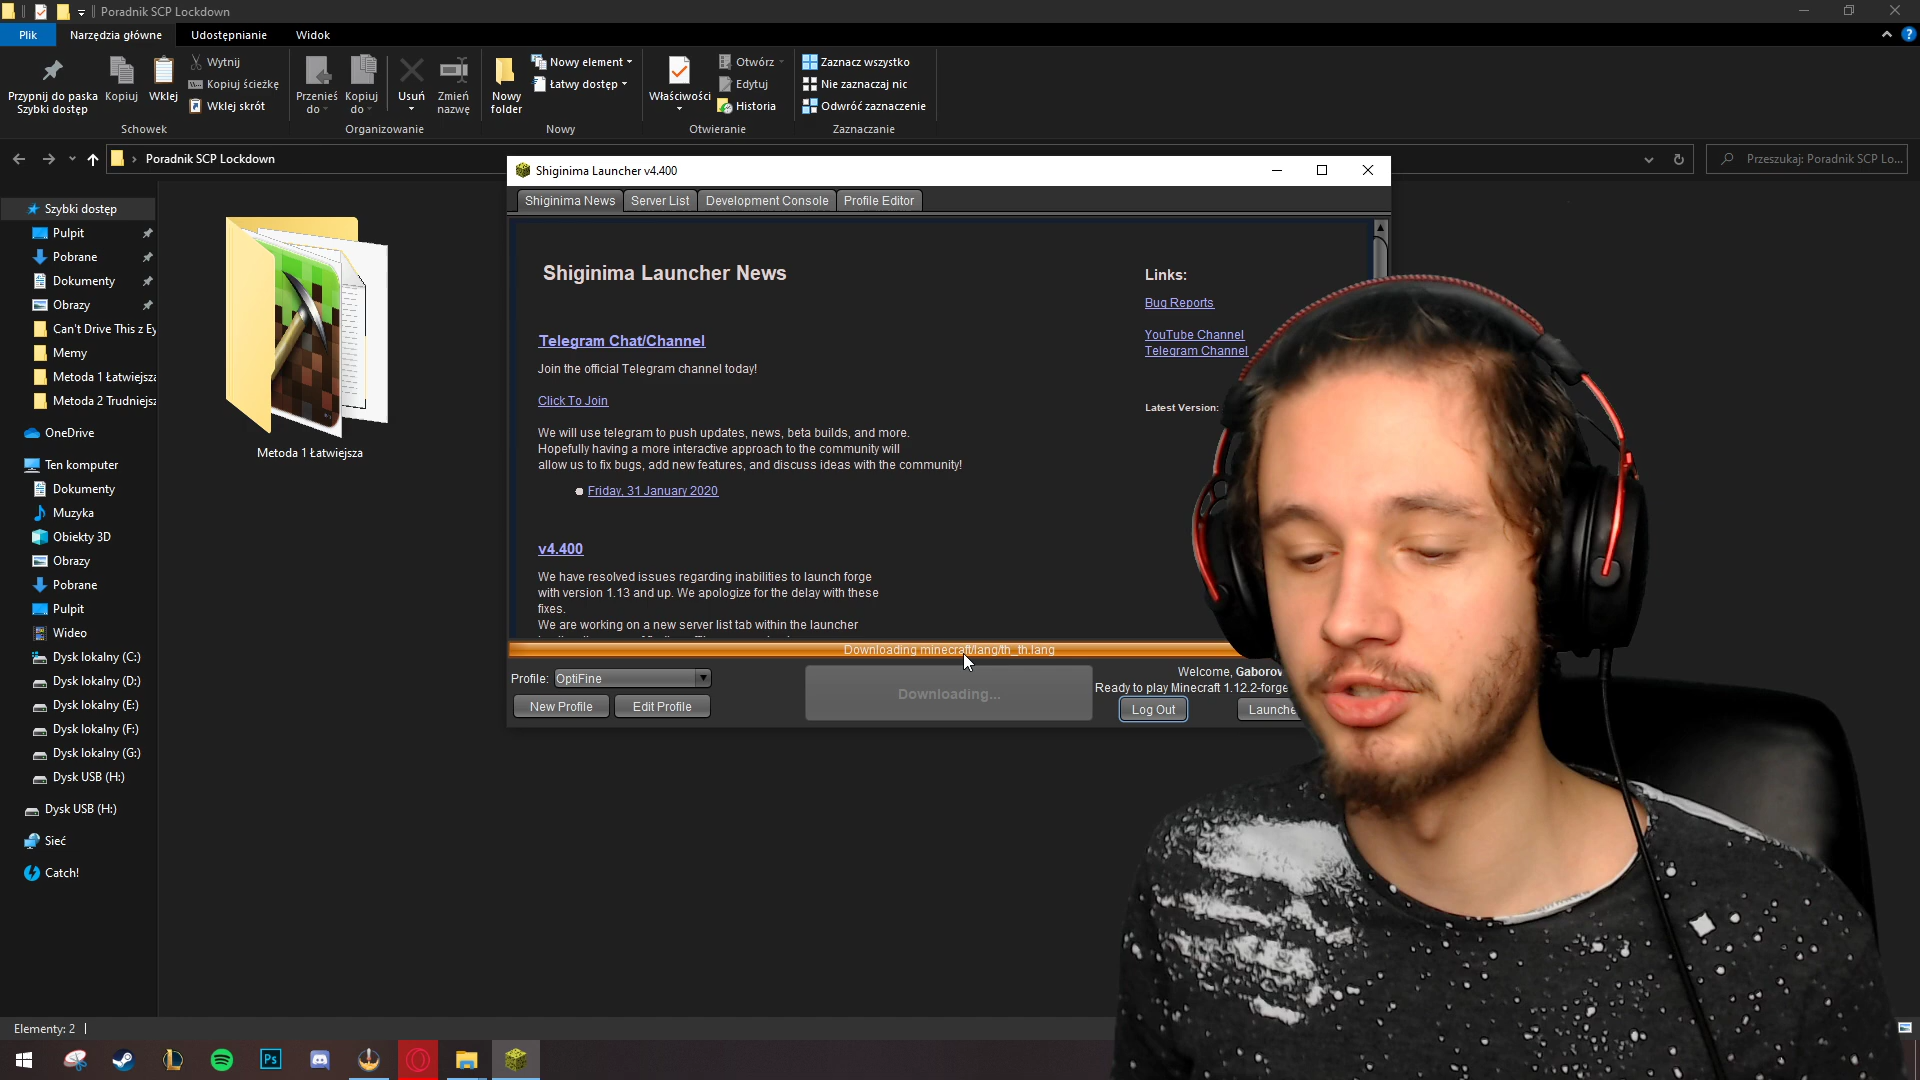 Poradnik SCP Lockdown
Plik
Narzędzia główne
Udostępnianie
Widok
Przypnij do paska
Szybki dostęp
Kopiuj
Wklej
Wytnij
Kopiuj ścieżkę
Wklej skrót
Schowek
Przenieś
do
Kopiuj
do
Usuń
Zmień
nazwę
Organizowanie
Nowy
folder
Nowy element
Łatwy dostęp
Nowy
Właściwości
Otwórz
Edytuj
Historia
Otwieranie
Zaznacz wszystko
Nie zaznaczaj nic
Odwróć zaznaczenie
Zaznaczanie
Poradnik SCP Lockdown
Przeszukaj: Poradnik SCP Lo...
Szybki dostęp
Pulpit
Pobrane
Dokumenty
Obrazy
Can't Drive This z Ey
Memy
Metoda 1 Łatwiejsza
Metoda 2 Trudniejsz
OneDrive
Ten komputer
Dokumenty
Muzyka
Obiekty 3D
Obrazy
Pobrane
Pulpit
Wideo
Dysk lokalny (C:)
Dysk lokalny (D:)
Dysk lokalny (E:)
Dysk lokalny (F:)
Dysk lokalny (G:)
Dysk USB (H:)
Dysk USB (H:)
Sieć
Catch!
Metoda 1 Łatwiejsza
Shiginima Launcher v4.400
Shiginima News
Server List
Development Console
Profile Editor
Shiginima Launcher News
Telegram Chat/Channel
Join the official Telegram channel today!
Click To Join
We will use telegram to push updates, news, beta builds, and more.
Hopefully having a more interactive approach to the community will
allow us to fix bugs, add new features, and discuss ideas with the community!
Friday, 31 January 2020
v4.400
We have resolved issues regarding inabilities to launch forge
with version 1.13 and up. We apologize for the delay with these
fixes.
We are working on a new server list tab within the launcher
Links:
Bug Reports
YouTube Channel
Telegram Channel
Latest Version:
Downloading minecraft/lang/th_th.lang
Profile:
OptiFine
New Profile
Edit Profile
Downloading...
Welcome, Gaborov
Ready to play Minecraft 1.12.2-forge
Log Out
Launche
Elementy: 2
Ps